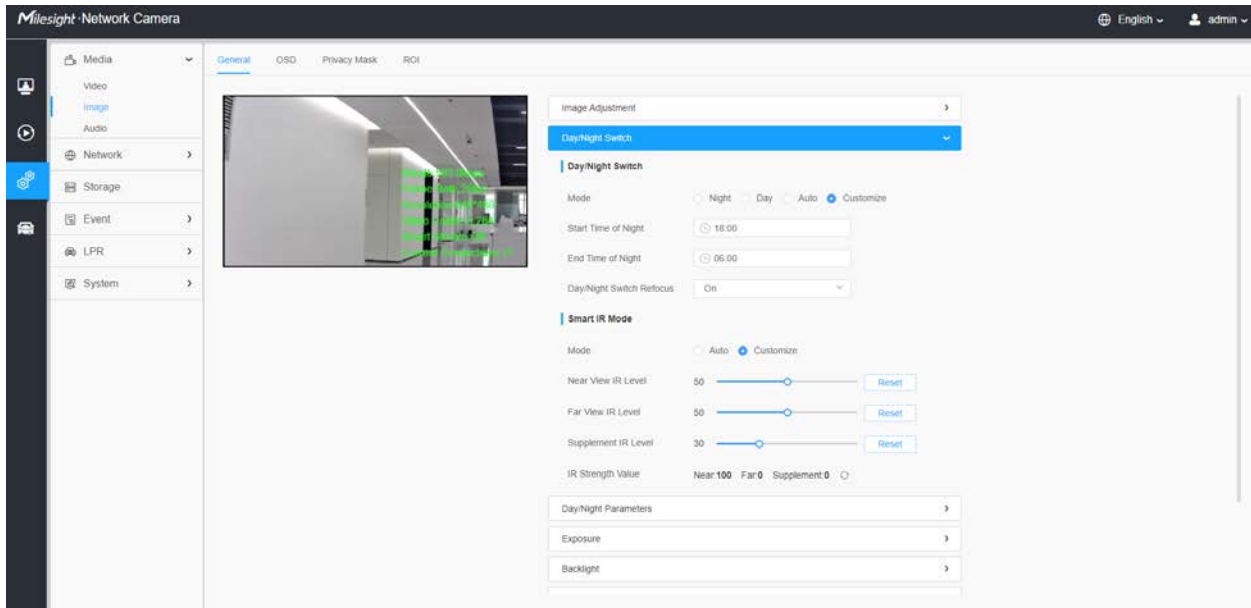 Milesight · Network Camera
English
admin
Media
Video
Image
Audio
Network
Storage
Event
LPR
System
General OSD Privacy Mask ROI
Image Adjustment
Day/Night Switch
Day/Night Switch
Mode Night Day Auto Customize
Start Time of Night 18:00
End Time of Night 06:00
Day/Night Switch Refocus On
Smart IR Mode
Mode Auto Customize
Near View IR Level 50 Reset
Far View IR Level 50 Reset
Supplement IR Level 30 Reset
IR Strength Value Near:100 Far:0 Supplement:0
Day/Night Parameters
Exposure
Backlight